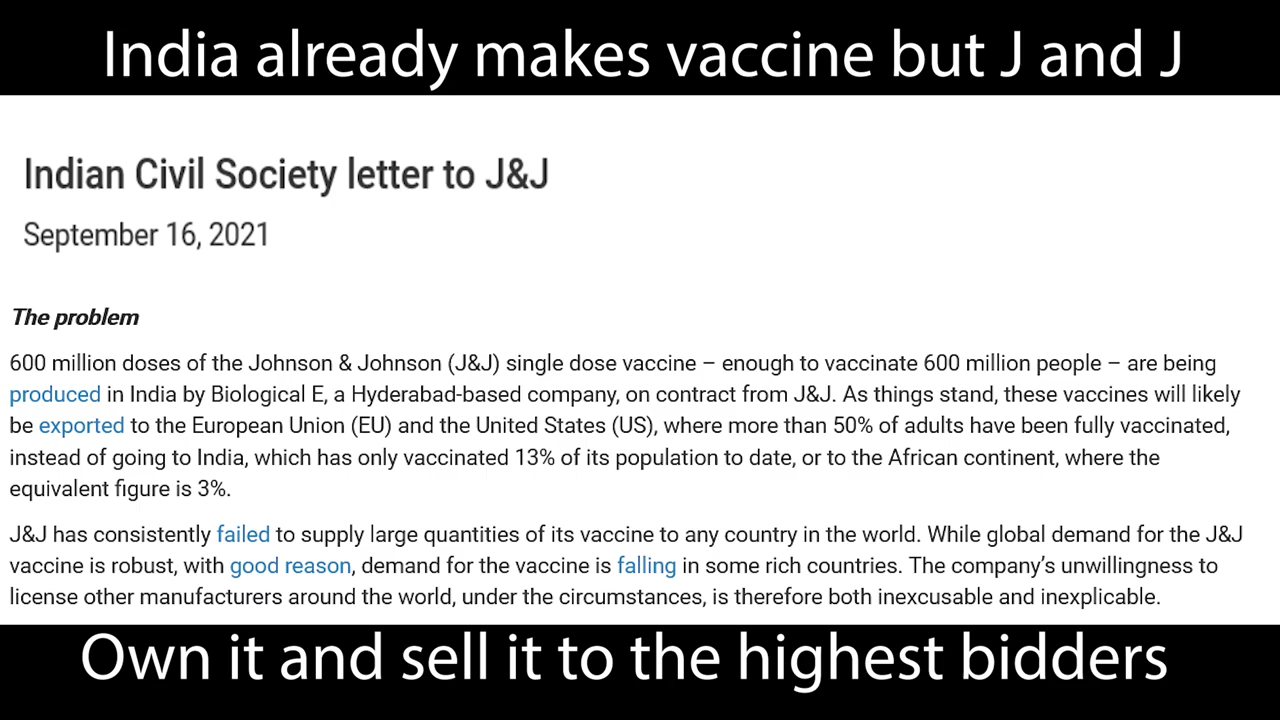 India already makes vaccine but J and J
Indian Civil Society letter to J&J
September 16, 2021
The problem
600 million doses of the Johnson & Johnson (J&J) single dose vaccine – enough to vaccinate 600 million people – are being
produced in India by Biological E, a Hyderabad-based company, on contract from J&J. As things stand, these vaccines will likely
be exported to the European Union (EU) and the United States (US), where more than 50% of adults have been fully vaccinated,
instead of going to India, which has only vaccinated 13% of its population to date, or to the African continent, where the
equivalent figure is 3%.
J&J has consistently failed to supply large quantities of its vaccine to any country in the world. While global demand for the J&J
vaccine is robust, with good reason, demand for the vaccine is falling in some rich countries. The company’s unwillingness to
license other manufacturers around the world, under the circumstances, is therefore both inexcusable and inexplicable.
Own it and sell it to the highest bidders